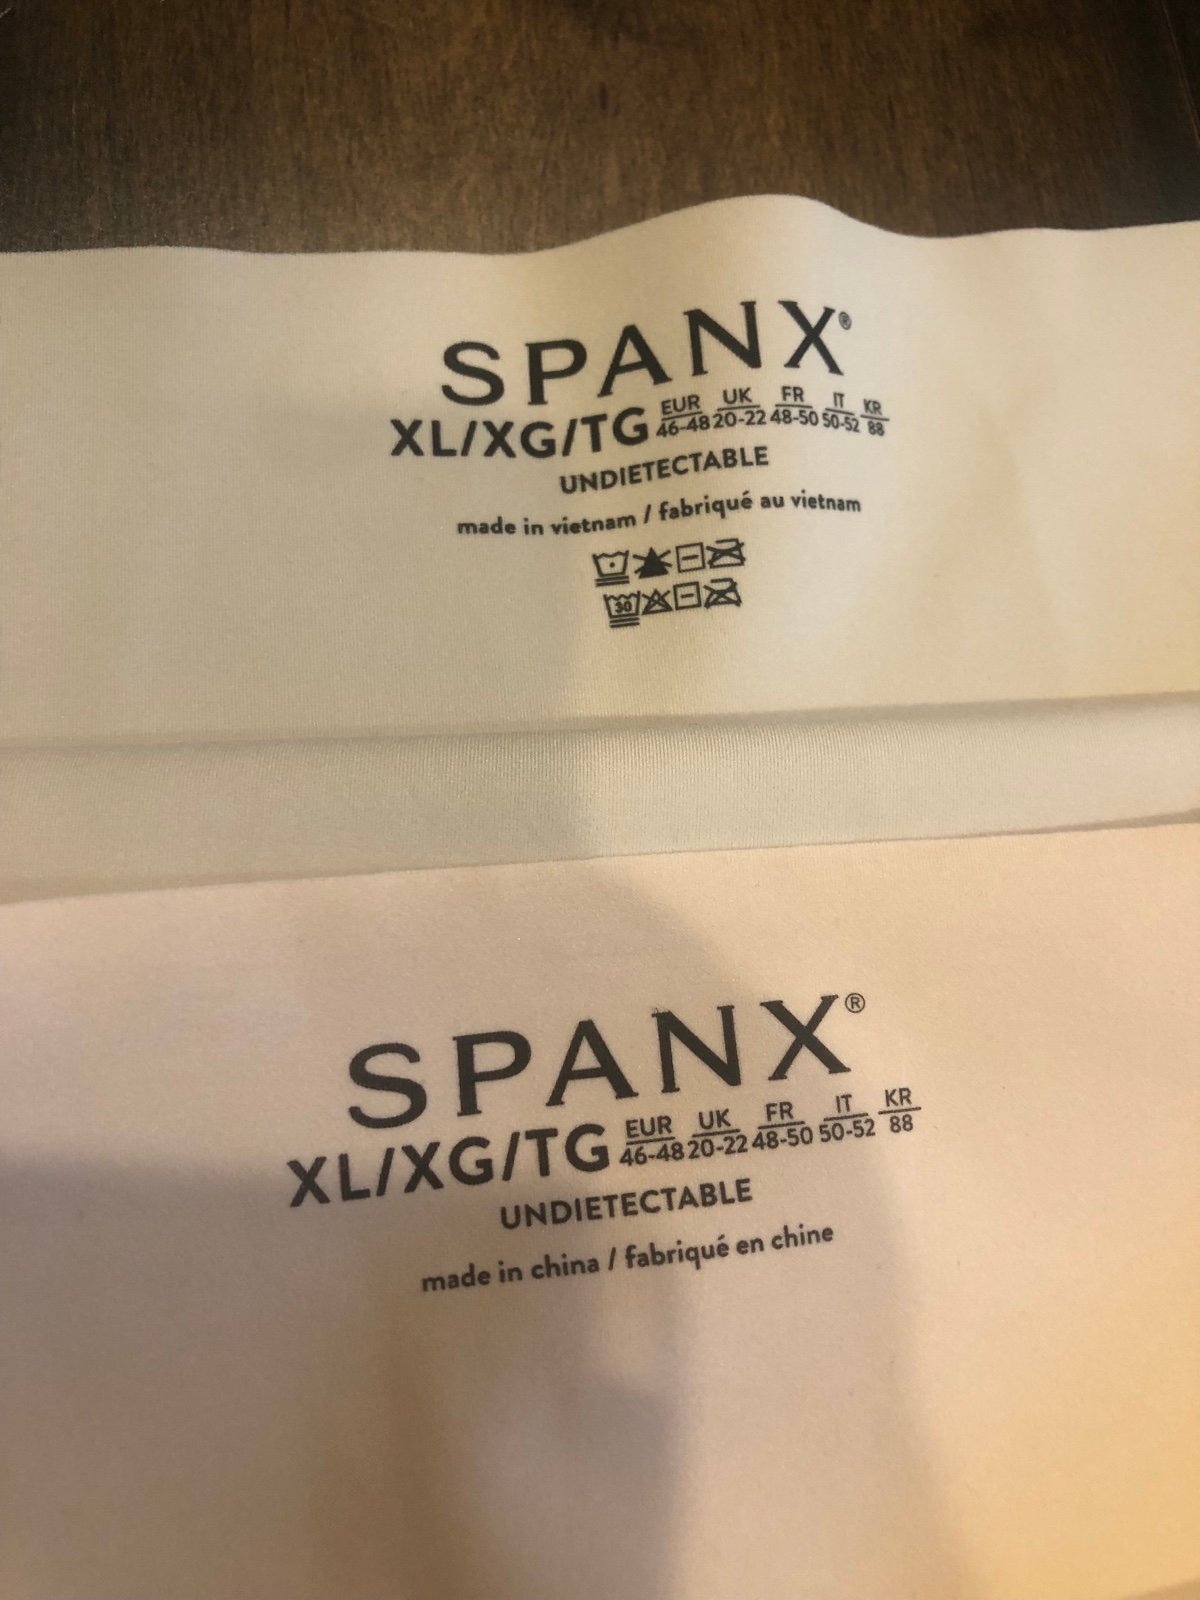 SPANX®
XL/XG/TG EUR 46-48 UK 20-22 FR 48-50 IT 50-52 KR 88
UNDIETECTABLE
made in vietnam / fabriqué au vietnam
30
SPANX®
XL/XG/TG EUR 46-48 UK 20-22 FR 48-50 IT 50-52 KR 88
UNDIETECTABLE
made in china / fabriqué en chine